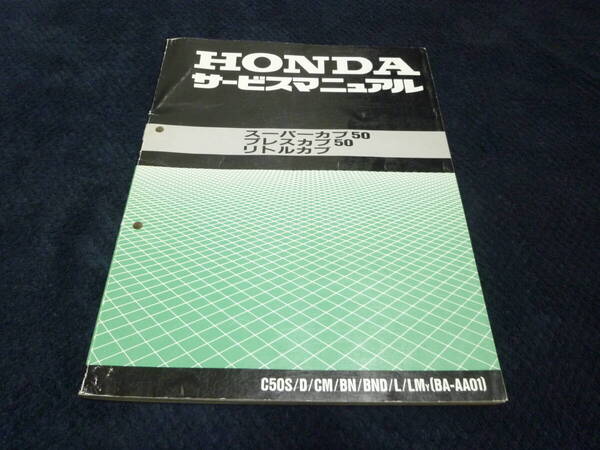 HONDA
サービスマニュアル
スーパーカブ50
プレスカブ50
リトルカブ
C50S/D/CM/BN/BND/L/LMY(BA-AA01)